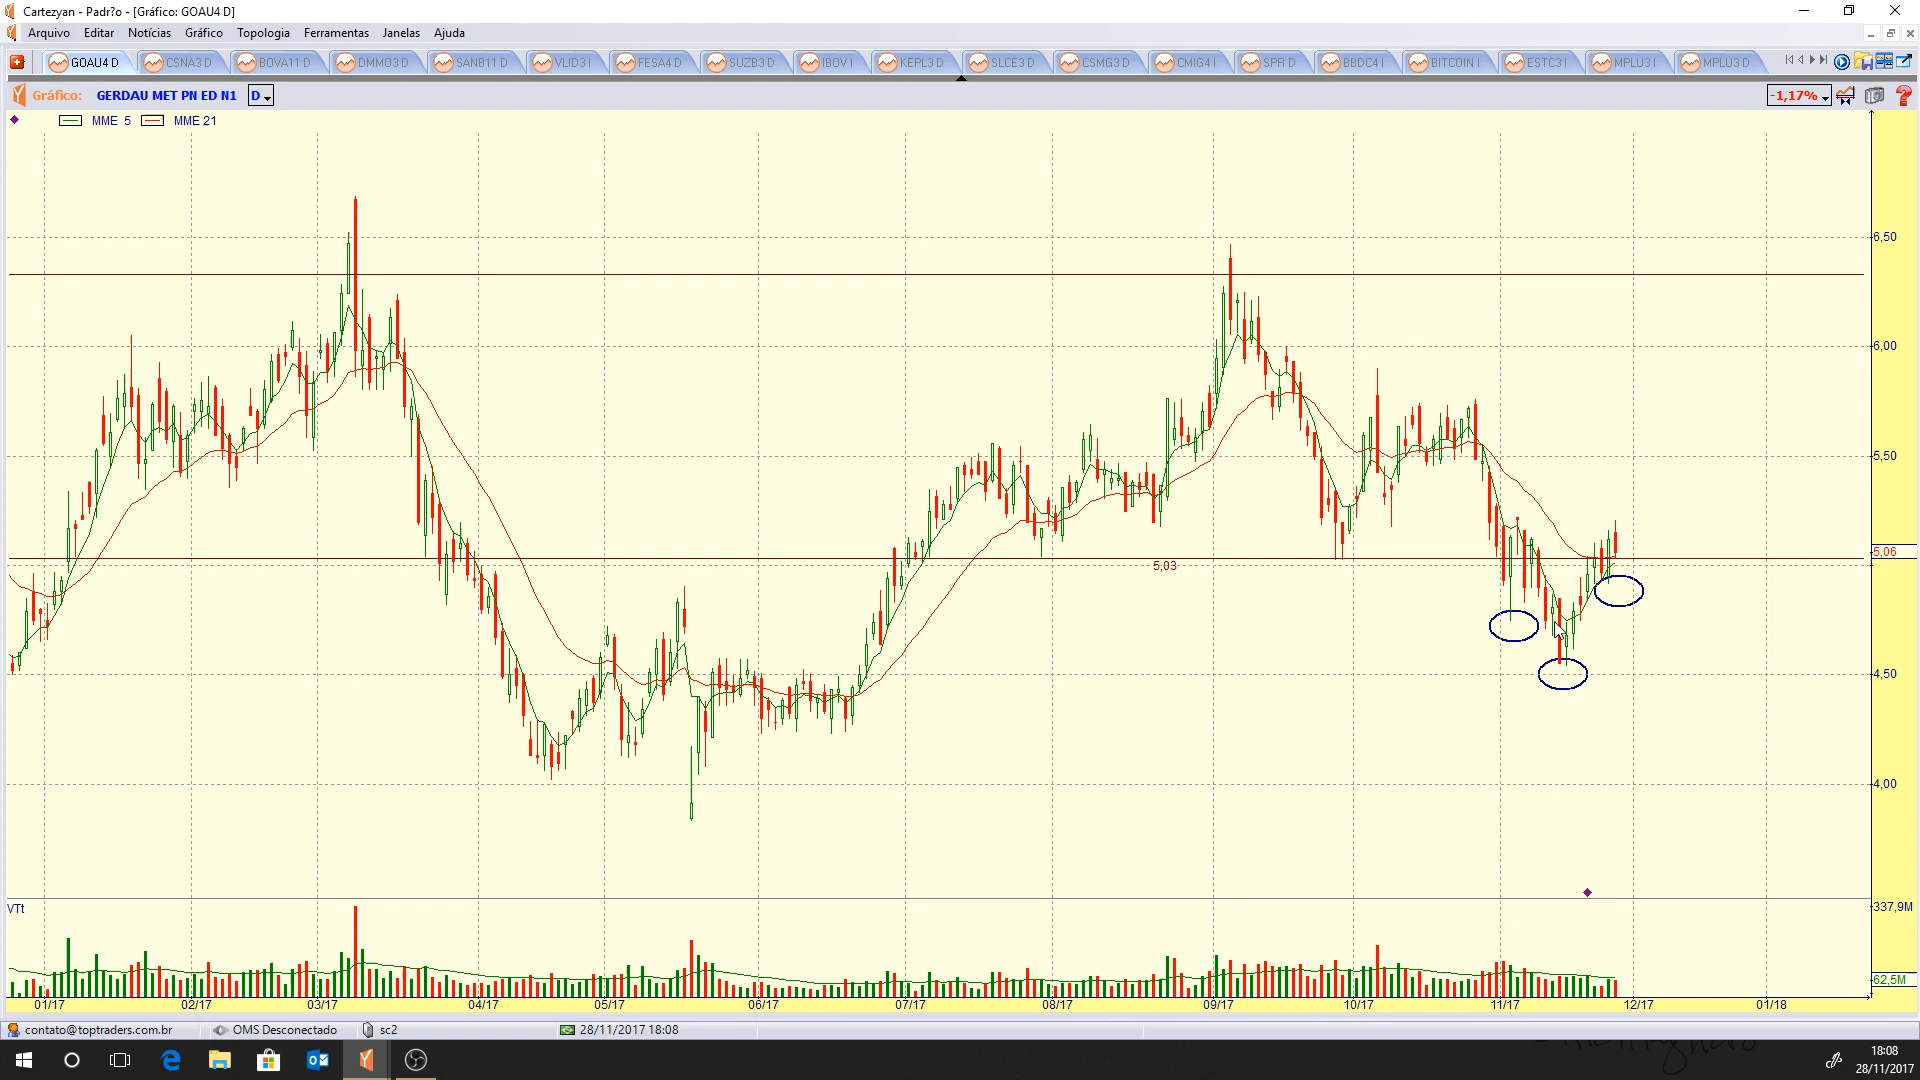 Cartezyan - Padr?o - [Gráfico: GOAU4 D]
Arquivo Editar Notícias Gráfico Topologia Ferramentas Janelas Ajuda
GOAU4 D CSNA3 D BOVA11 D DMMO3 D SANB11 D VLID3 I FESA4 D SUZB3 D IBOV I KEPL3 D SLCE3 D CSMG3 D CMIG4 I SPR D BBDC4 I BITCOIN I ESTC3 I MPLU3 I MPLU3 D
Gráfico: GERDAU MET PN ED N1 D -1,17%
MME 5 MME 21
6,50
6,00
5,50
5,06
5,03
4,50
4,00
VTt 337,9M
62,5M
01/17 02/17 03/17 04/17 05/17 06/17 07/17 08/17 09/17 10/17 11/17 12/17 01/18
contato@toptraders.com.br OMS Desconectado sc2 28/11/2017 18:08
18:08
28/11/2017